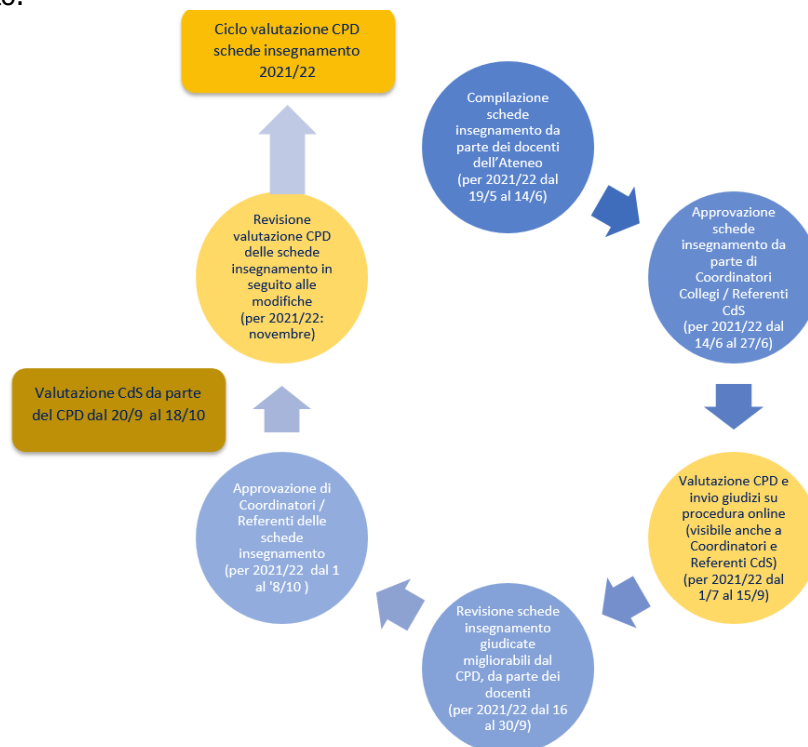 Ciclo valutazione CPD
schede insegnamento
2021/22
Compilazione
schede
insegnamento da
parte dei docenti
dell'Ateneo
(per 2021/22 dal
19/5 al 14/6)
Approvazione
schede
insegnamento da
parte di
Coordinatori
Collegi / Referenti
CdS
(per 2021/22 dal
14/6 al 27/6)
Valutazione CPD e
invio giudizi su
procedura online
(visibile anche a
Coordinatori e
Referenti CdS)
(per 2021/22 dal
1/7 al 15/9)
Revisione schede
insegnamento
giudicate
migliorabili dal
CPD, da parte dei
docenti
(per 2021/22 dal 16
al 30/9)
Approvazione di
Coordinatori /
Referenti delle
schede
insegnamento
(per 2021/22  dal 1
al '8/10 )
Valutazione CdS da parte
del CPD dal 20/9  al 18/10
Revisione
valutazione CPD
delle schede
insegnamento in
seguito alle
modifiche
(per 2021/22:
novembre)